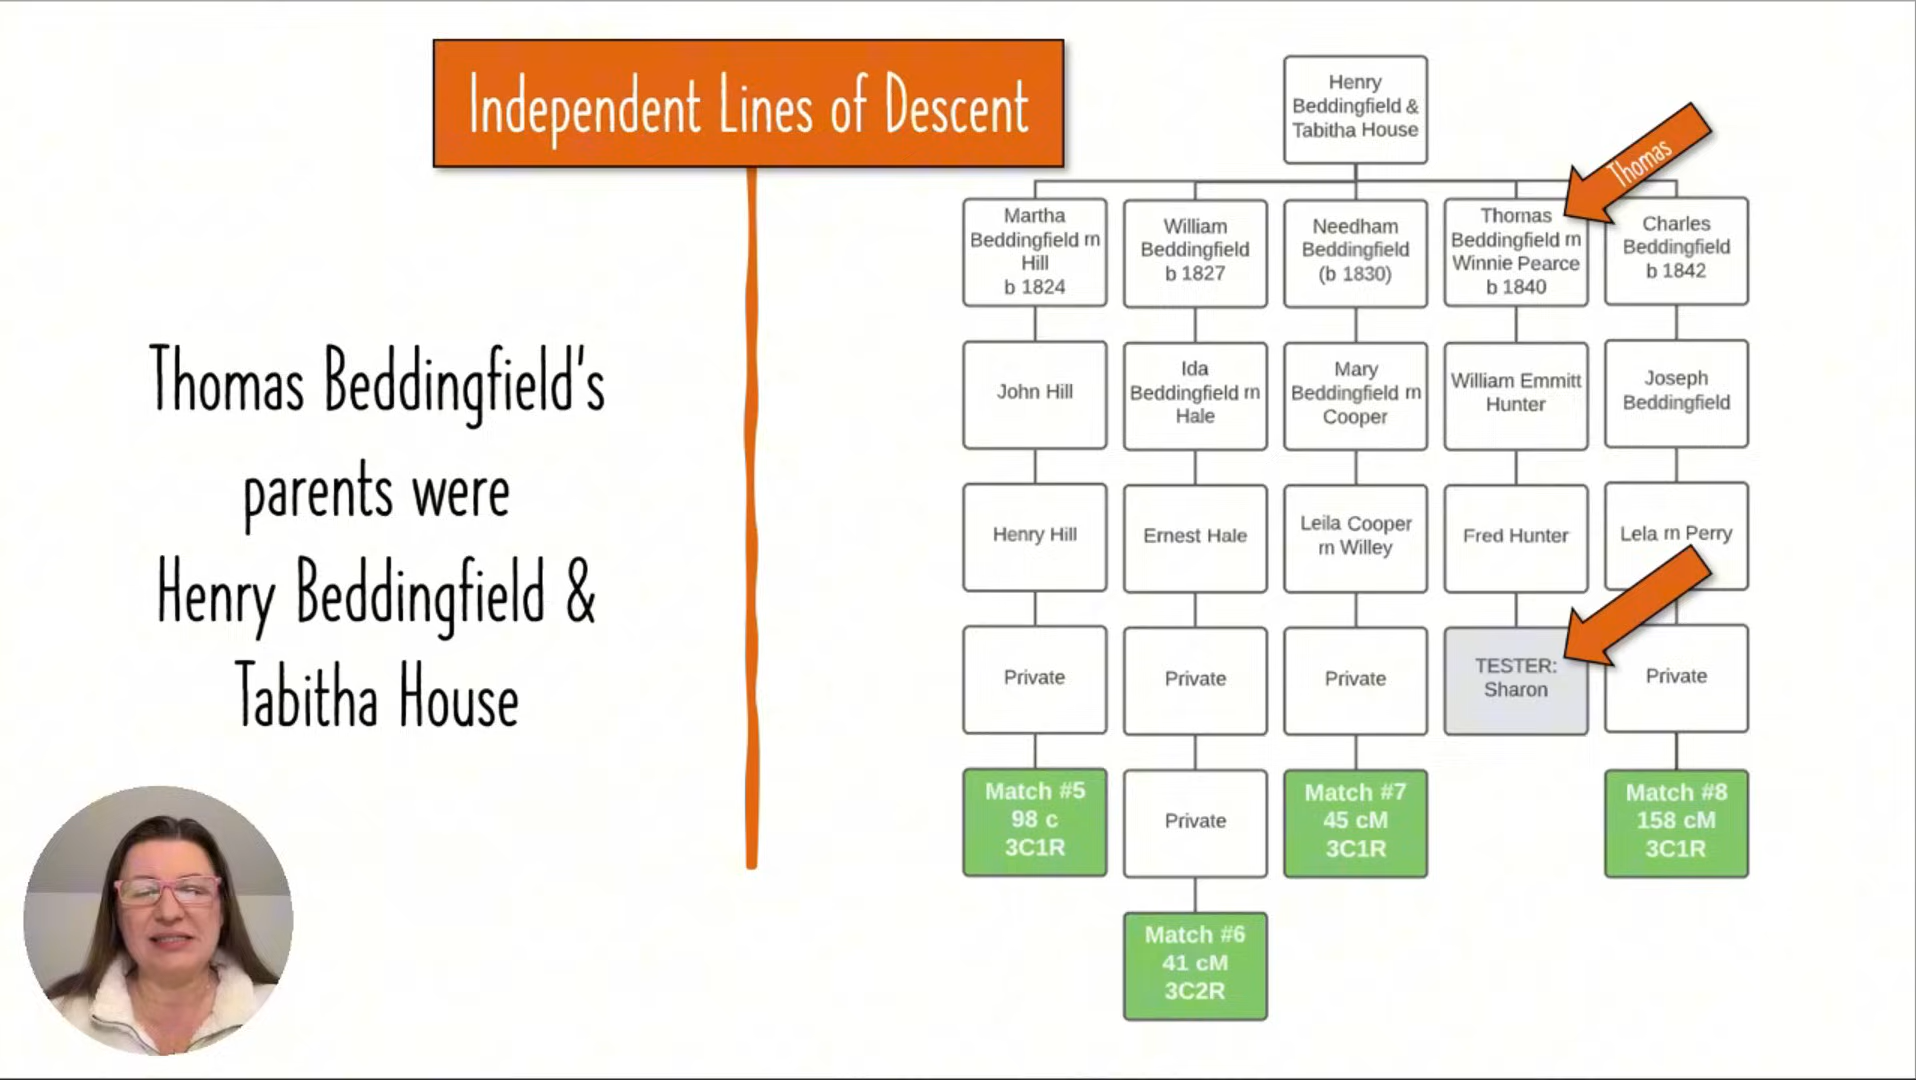 Independent Lines of Descent
Thomas Beddingfield's
parents were
Henry Beddingfield &
Tabitha House
Henry
Beddingfield &
Tabitha House
Thomas
Martha
Beddingfield m
Hill
b 1824
William
Beddingfield
b 1827
Needham
Beddingfield
(b 1830)
Thomas
Beddingfield m
Winnie Pearce
b 1840
Charles
Beddingfield
b 1842
John Hill
Ida
Beddingfield m
Hale
Mary
Beddingfield m
Cooper
William Emmitt
Hunter
Joseph
Beddingfield
Henry Hill
Ernest Hale
Leila Cooper
m Willey
Fred Hunter
Lela m Perry
Private
Private
Private
TESTER:
Sharon
Private
Match #5
98 c
3C1R
Private
Match #7
45 cM
3C1R
Match #8
158 cM
3C1R
Match #6
41 cM
3C2R